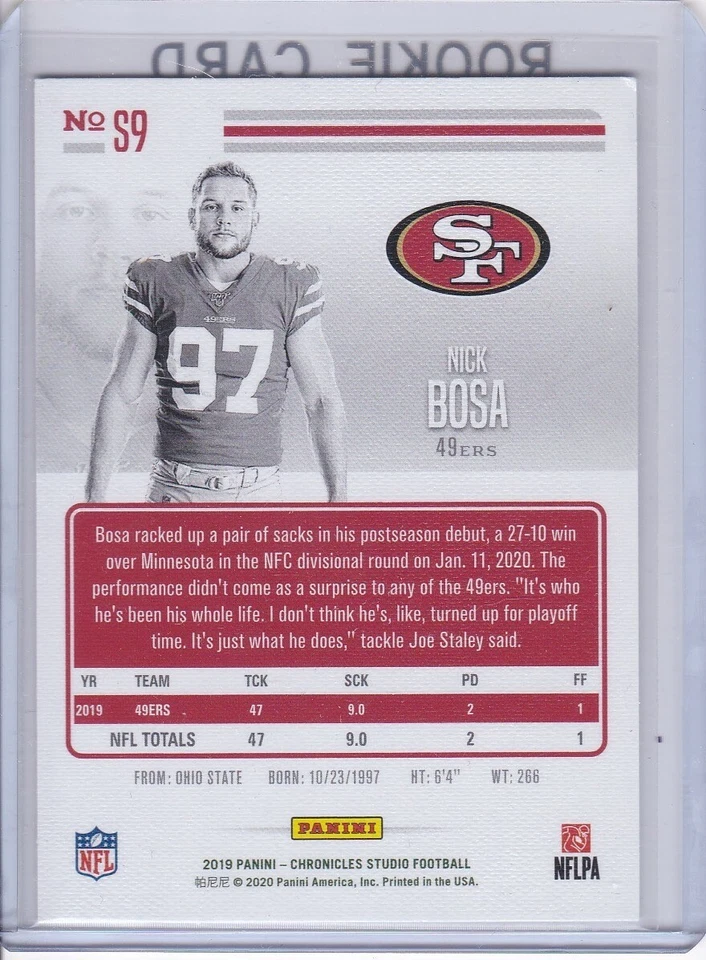 ROOKIE CARD
No S9
SF
49ERS
97
NICK
BOSA
49ERS
Bosa racked up a pair of sacks in his postseason debut, a 27-10 win
over Minnesota in the NFC divisional round on Jan. 11, 2020. The
performance didn't come as a surprise to any of the 49ers. "It's who
he's been his whole life. I don't think he's, like, turned up for playoff
time. It's just what he does," tackle Joe Staley said.
YR TEAM TCK SCK PD FF
2019 49ERS 47 9.0 2 1
NFL TOTALS 47 9.0 2 1
FROM: OHIO STATE BORN: 10/23/1997 HT: 6'4" WT: 266
PANINI
NFL
NFLPA
2019 PANINI – CHRONICLES STUDIO FOOTBALL
帕尼尼 © 2020 Panini America, Inc. Printed in the USA.